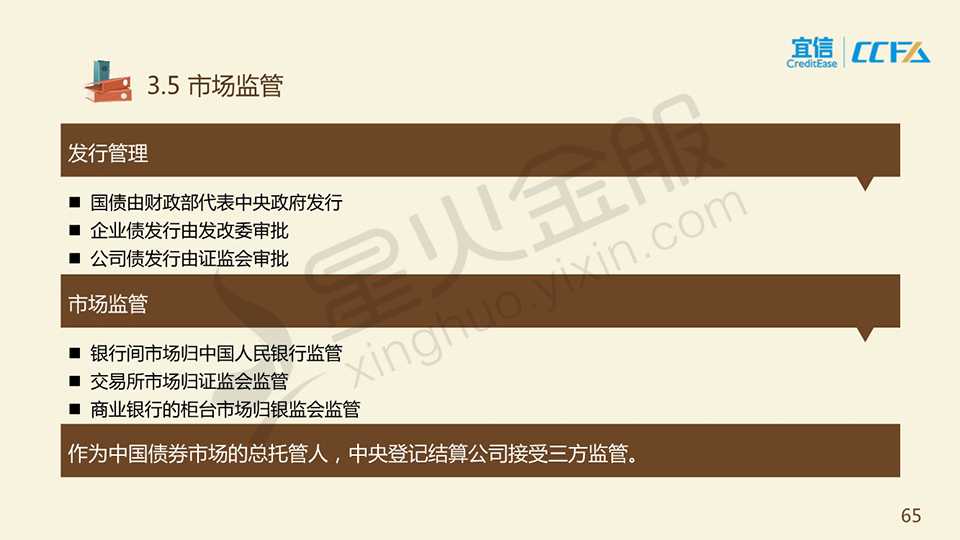 宜信
CreditEase
CCFA
3.5 市场监管
发行管理
■ 国债由财政部代表中央政府发行
■ 企业债发行由发改委审批
■ 公司债发行由证监会审批
市场监管
■ 银行间市场归中国人民银行监管
■ 交易所市场归证监会监管
■ 商业银行的柜台市场归银监会监管
作为中国债券市场的总托管人，中央登记结算公司接受三方监管。
星火金服
xinghuo.yixin.com
65